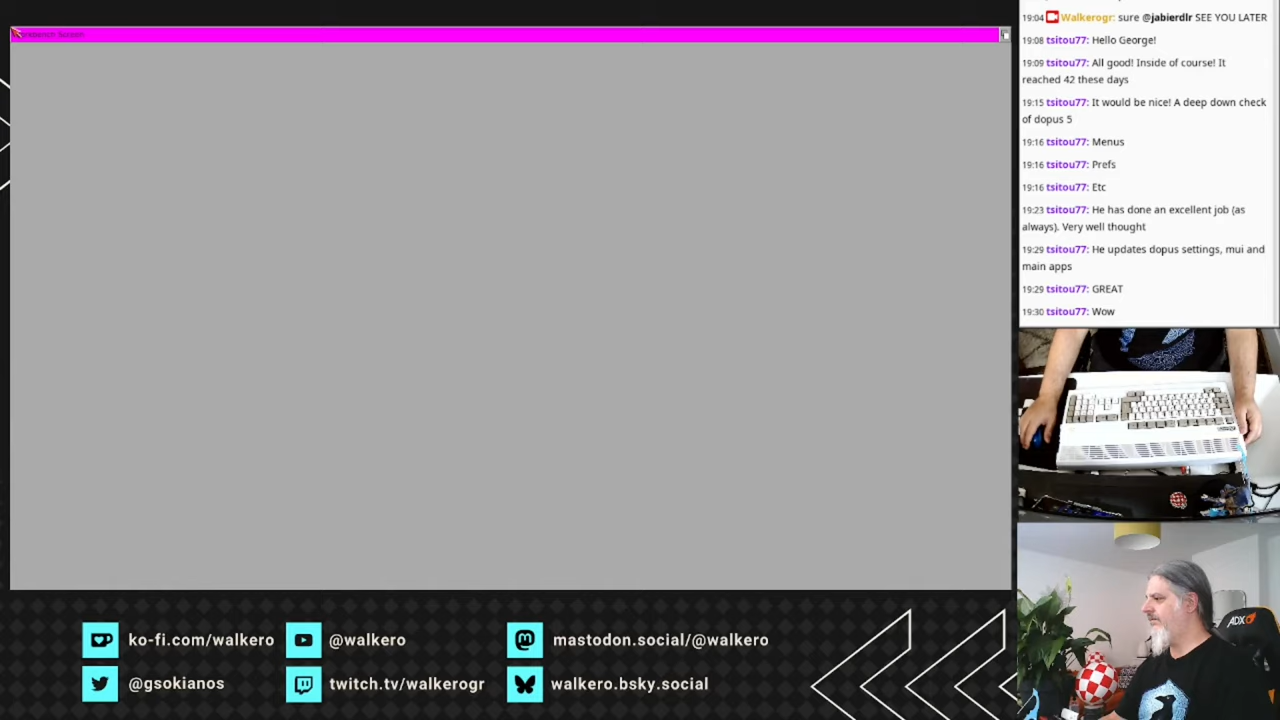 Workbench Screen
19:04 Walkerogr: sure @jabierdlr SEE YOU LATER
19:08 tsitou77: Hello George!
19:09 tsitou77: All good! Inside of course! It
reached 42 these days
19:15 tsitou77: It would be nice! A deep down check
of dopus 5
19:16 tsitou77: Menus
19:16 tsitou77: Prefs
19:16 tsitou77: Etc
19:23 tsitou77: He has done an excellent job (as
always). Very well thought
19:29 tsitou77: He updates dopus settings, mui and
main apps
19:29 tsitou77: GREAT
19:30 tsitou77: Wow
ADX
ko-fi.com/walkero
@walkero
mastodon.social/@walkero
@gsokianos
twitch.tv/walkerogr
walkero.bsky.social